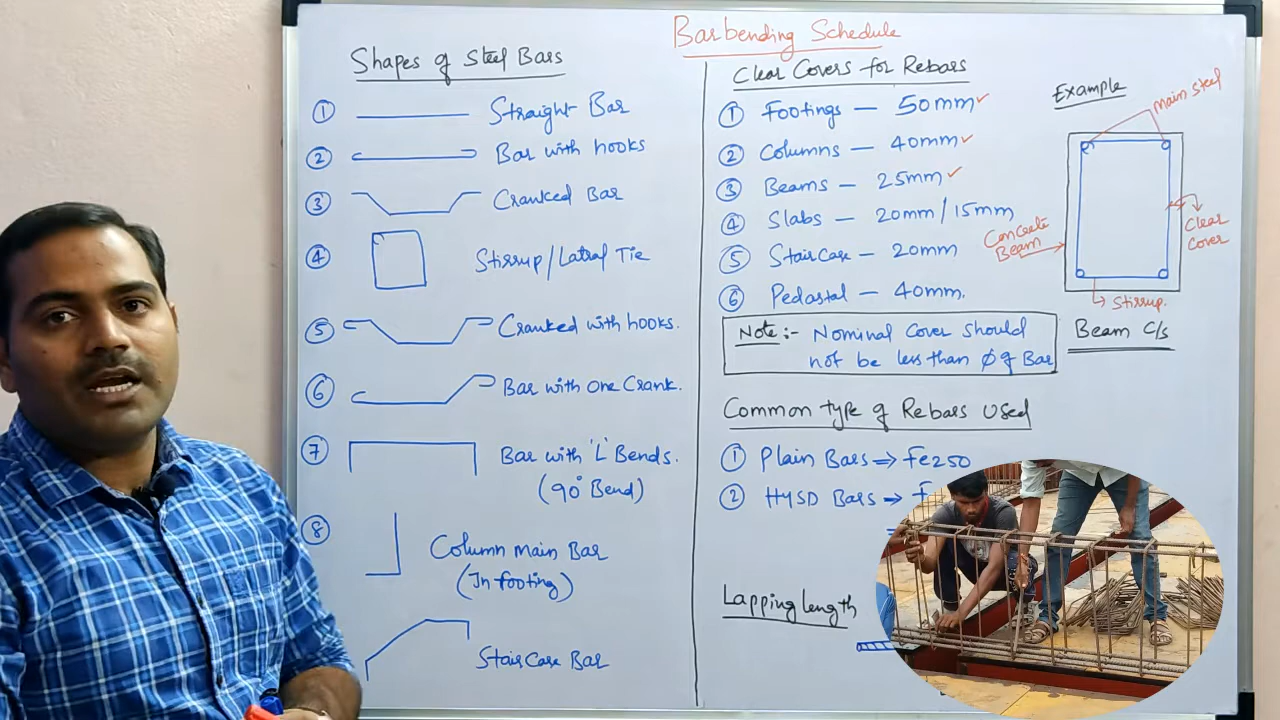 Bar bending Schedule
Shapes of Steel Bars
① Straight Bar
② Bar with hooks
③ Cranked Bar
④ Stirrup/Latral Tie
⑤ Cranked with hooks.
⑥ Bar with One Crank.
⑦ Bar with 'L' Bends.
(90° Bend)
⑧ Column Main Bar
(In footing)
StairCase Bar
Clear Covers for Rebars
① Footings — 50mm ✓
② Columns — 40mm ✓
③ Beams — 25mm ✓
④ Slabs — 20mm/15mm
⑤ StairCase — 20mm
⑥ Pedastal — 40mm.
Note:- Nominal Cover Should
not be less than ϕ of Bar
Example
Main steel
Clear
Cover
Concrete
Beam
Stirrup.
Beam C/s
Common type of Rebars Used
① Plain Bars ⇒ Fe250
② HYSD Bars →
Lapping length